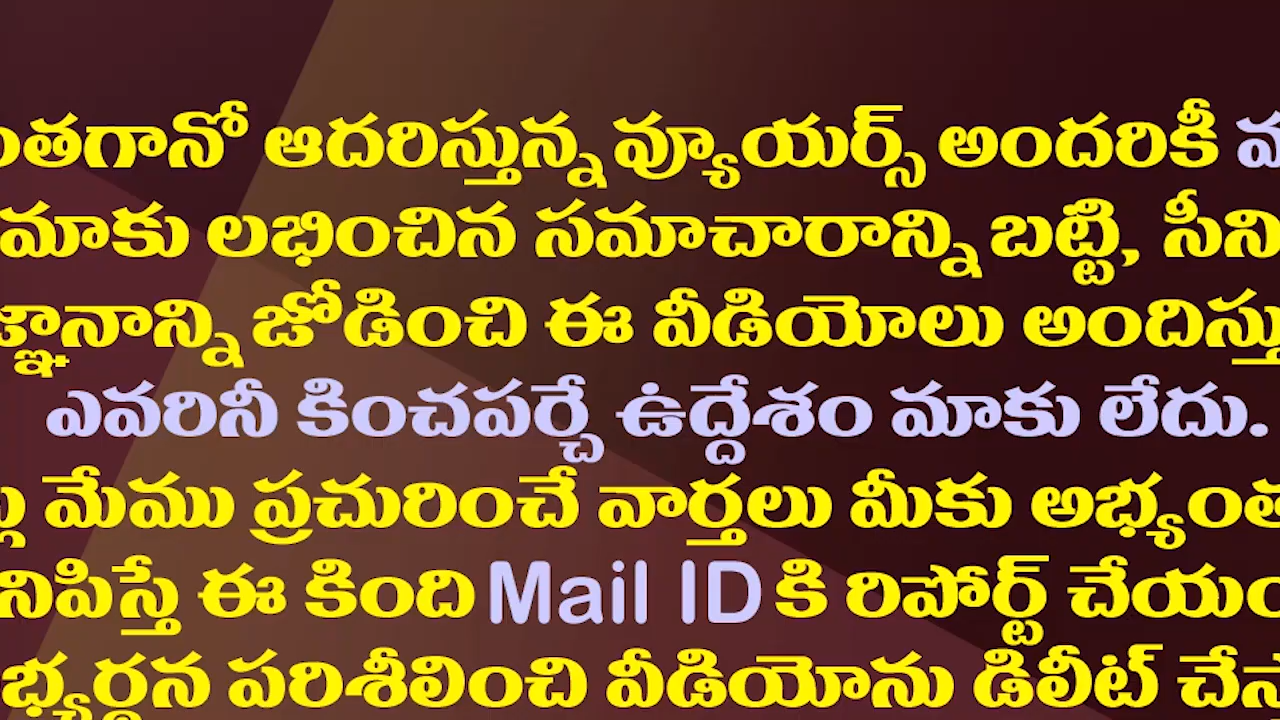 ంతగానో ఆదరిస్తున్న వ్యూయర్స్ అందరికీ
మాకు లభించిన సమాచారాన్ని బట్టి, సీని
జ్ఞానాన్ని జోడించి ఈ వీడియోలు అందిస్తు
ఎవరినీ కించపర్చే ఉద్దేశం మాకు లేదు.
మేము ప్రచురించే వార్తలు మీకు అభ్యంత
నిపిస్తే ఈ కింది Mail ID కి రిపోర్ట్ చేయం
భ్యర్థన పరిశీలించి వీడియోను డిలీట్ చేస